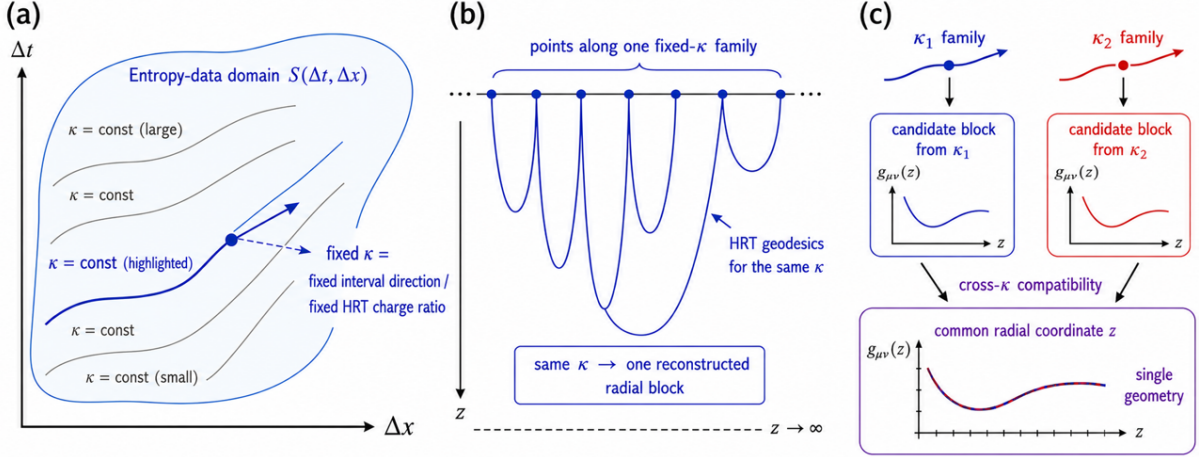 (a)
Δt
Entropy-data domain S(Δt, Δx)
κ = const (large)
κ = const
κ = const (highlighted)
fixed κ =
fixed interval direction /
fixed HRT charge ratio
κ = const
κ = const (small)
Δx
(b)
points along one fixed-κ family
...
...
HRT geodesics
for the same κ
same κ → one reconstructed
radial block
z
z → ∞
(c)
κ₁ family
κ₂ family
candidate block
from κ₁
gμν(z)
z
candidate block
from κ₂
gμν(z)
z
cross-κ compatibility
common radial coordinate z
gμν(z)
single
geometry
z